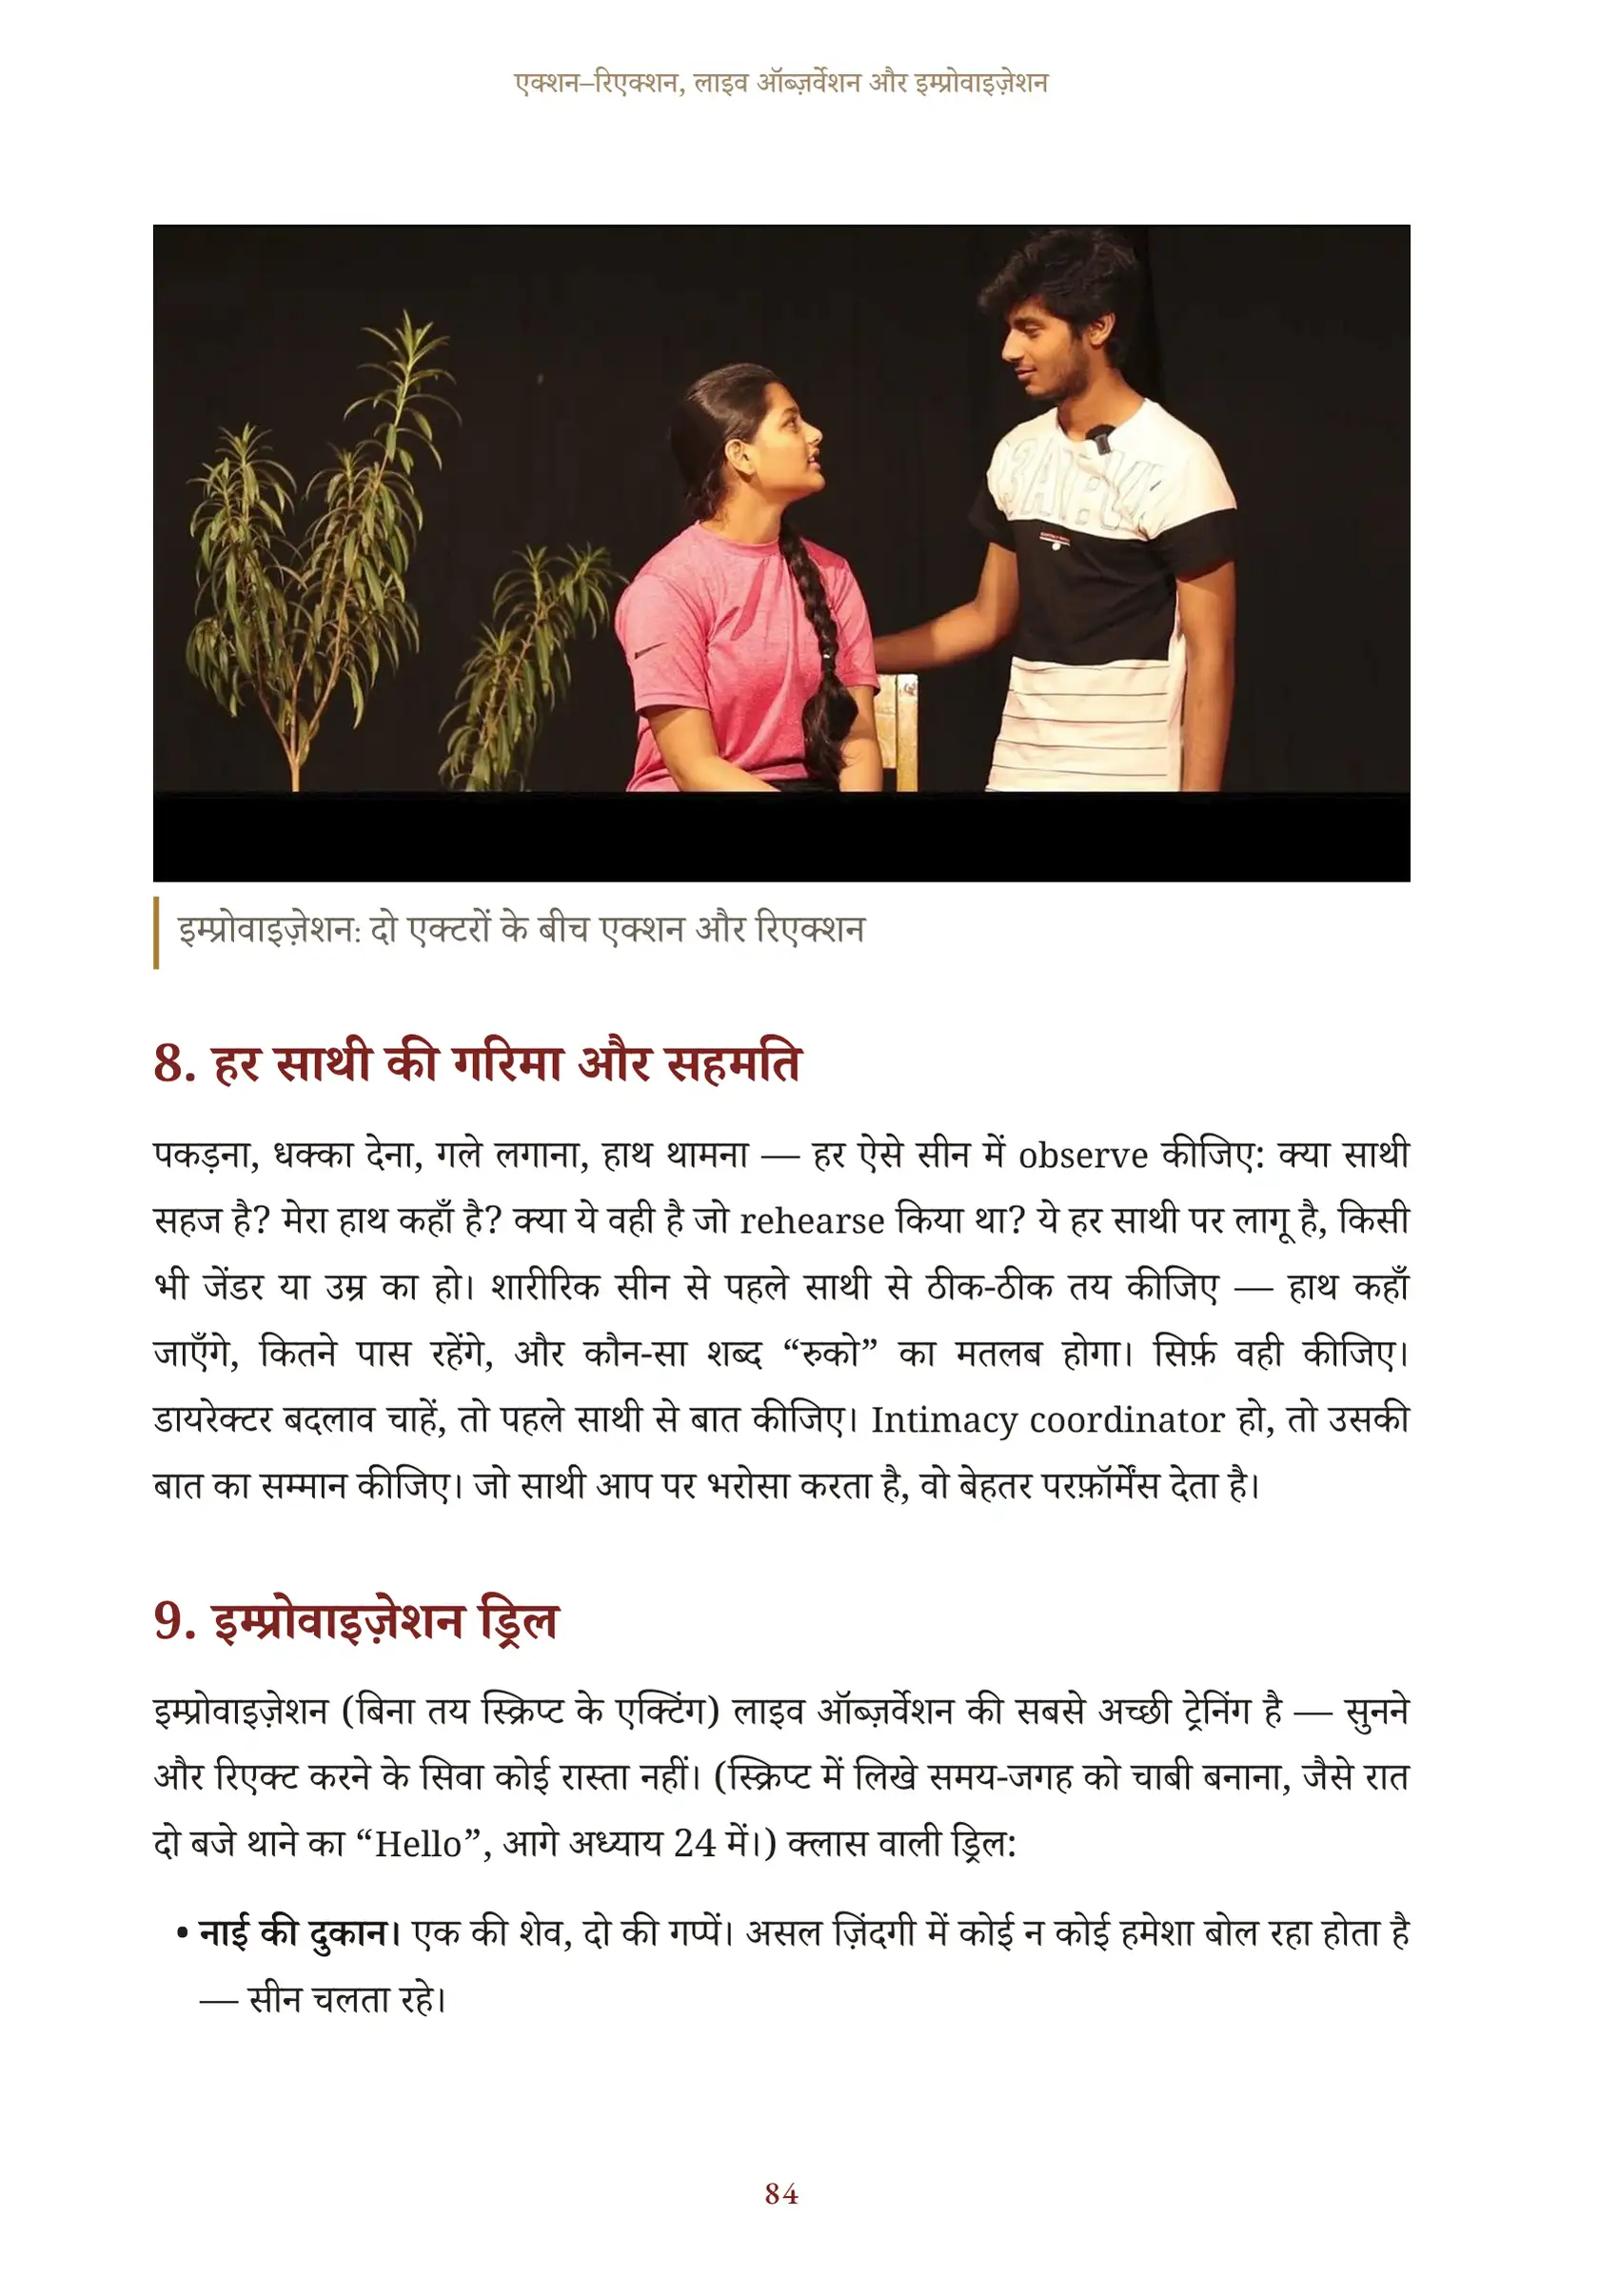 एक्शन–रिएक्शन, लाइव ऑब्ज़र्वेशन और इम्प्रोवाइज़ेशन
इम्प्रोवाइज़ेशन: दो एक्टरों के बीच एक्शन और रिएक्शन
8. हर साथी की गरिमा और सहमति
पकड़ना, धक्का देना, गले लगाना, हाथ थामना — हर ऐसे सीन में observe कीजिए: क्या साथी
सहज है? मेरा हाथ कहाँ है? क्या ये वही है जो rehearse किया था? ये हर साथी पर लागू है, किसी
भी जेंडर या उम्र का हो। शारीरिक सीन से पहले साथी से ठीक-ठीक तय कीजिए — हाथ कहाँ
जाएँगे, कितने पास रहेंगे, और कौन-सा शब्द “रुको” का मतलब होगा। सिर्फ़ वही कीजिए।
डायरेक्टर बदलाव चाहें, तो पहले साथी से बात कीजिए। Intimacy coordinator हो, तो उसकी
बात का सम्मान कीजिए। जो साथी आप पर भरोसा करता है, वो बेहतर परफ़ॉर्मेंस देता है।
9. इम्प्रोवाइज़ेशन ड्रिल
इम्प्रोवाइज़ेशन (बिना तय स्क्रिप्ट के एक्टिंग) लाइव ऑब्ज़र्वेशन की सबसे अच्छी ट्रेनिंग है — सुनने
और रिएक्ट करने के सिवा कोई रास्ता नहीं। (स्क्रिप्ट में लिखे समय-जगह को चाबी बनाना, जैसे रात
दो बजे थाने का “Hello”, आगे अध्याय 24 में।) क्लास वाली ड्रिल:
• नाई की दुकान। एक की शेव, दो की गप्पें। असल ज़िंदगी में कोई न कोई हमेशा बोल रहा होता है
— सीन चलता रहे।
84